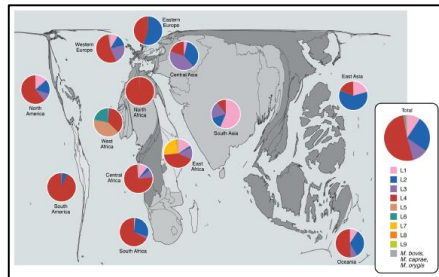 Eastern
Europe
Western
Europe
Central Asia
North
America
North
Africa
East Asia
South Asia
West
Africa
East
Africa
Central
Africa
South
America
South Africa
Oceania
Total
L1
L2
L3
L4
L5
L6
L7
L8
L9
M. bovis,
M. caprae,
M. orygis